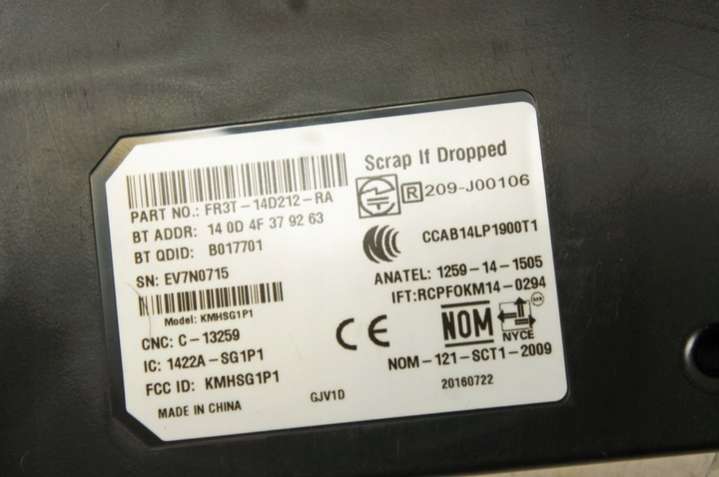 PART NO.: FR3T-14D212-RA
BT ADDR: 14 0D 4F 37 92 63
BT QDID: B017701
SN: EV7N0715
Model: KMHSG1P1
CNC: C-13259
IC: 1422A-SG1P1
FCC ID: KMHSG1P1
MADE IN CHINA
GJV1D
Scrap If Dropped
R 209-J00106
CCAB14LP1900T1
ANATEL: 1259-14-1505
IFT:RCPFOKM14-0294
CE
NOM
NYCE
NOM-121-SCT1-2009
20160722